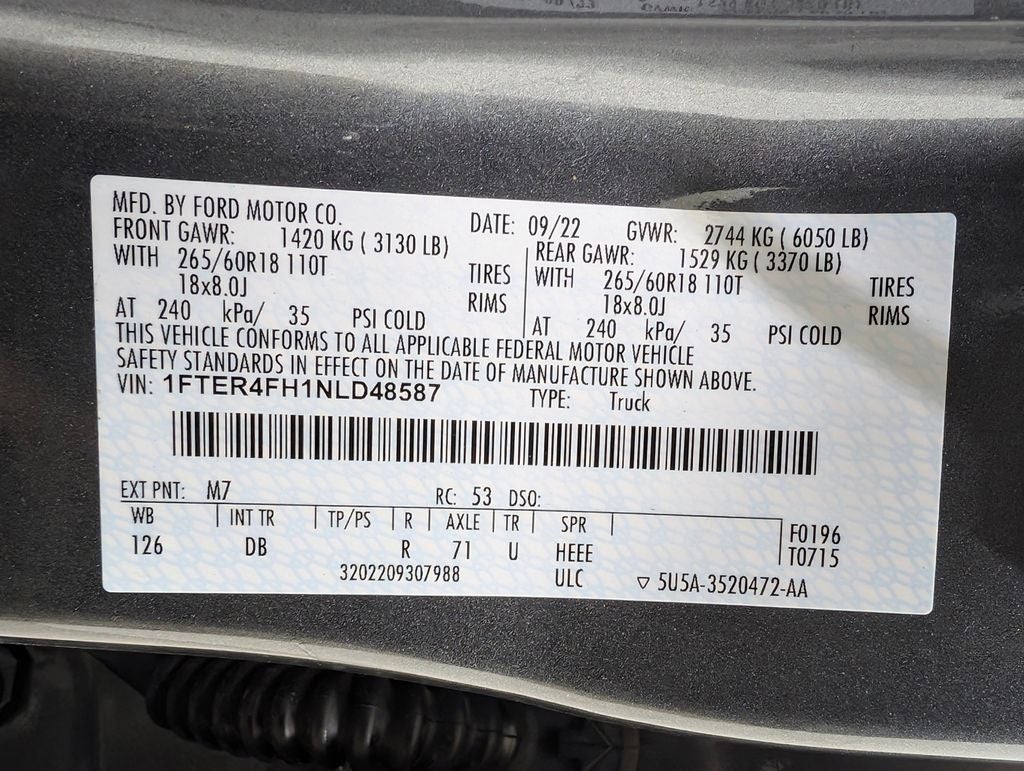 MFD. BY FORD MOTOR CO. DATE: 09/22 GVWR: 2744 KG ( 6050 LB)
FRONT GAWR: 1420 KG ( 3130 LB) REAR GAWR: 1529 KG ( 3370 LB)
WITH 265/60R18 110T TIRES WITH 265/60R18 110T TIRES
18x8.0J RIMS 18x8.0J RIMS
AT 240 kPa/ 35 PSI COLD AT 240 kPa/ 35 PSI COLD
THIS VEHICLE CONFORMS TO ALL APPLICABLE FEDERAL MOTOR VEHICLE
SAFETY STANDARDS IN EFFECT ON THE DATE OF MANUFACTURE SHOWN ABOVE.
VIN: 1FTER4FH1NLD48587 TYPE: Truck
EXT PNT: M7 RC: 53 DSO:
WB INT TR TP/PS R AXLE TR SPR F0196
126 DB R 71 U HEEE T0715
3202209307988 ULC ▽ 5U5A-3520472-AA